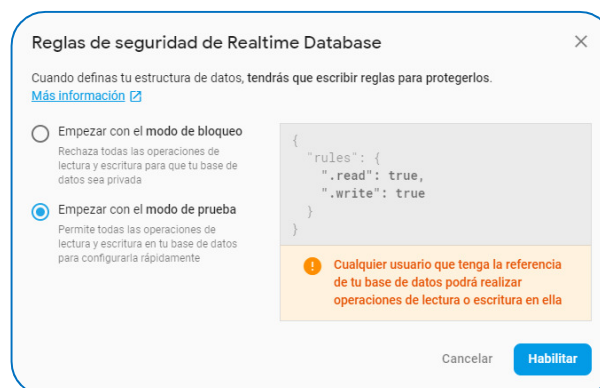 Reglas de seguridad de Realtime Database
Cuando definas tu estructura de datos, tendrás que escribir reglas para protegerlos.
Más información
Empezar con el modo de bloqueo
Rechaza todas las operaciones de
lectura y escritura para que tu base de
datos sea privada
Empezar con el modo de prueba
Permite todas las operaciones de
lectura y escritura en tu base de datos
para configurarla rápidamente
{
"rules": {
".read": true,
".write": true
}
}
Cualquier usuario que tenga la referencia
de tu base de datos podrá realizar
operaciones de lectura o escritura en ella
Cancelar Habilitar